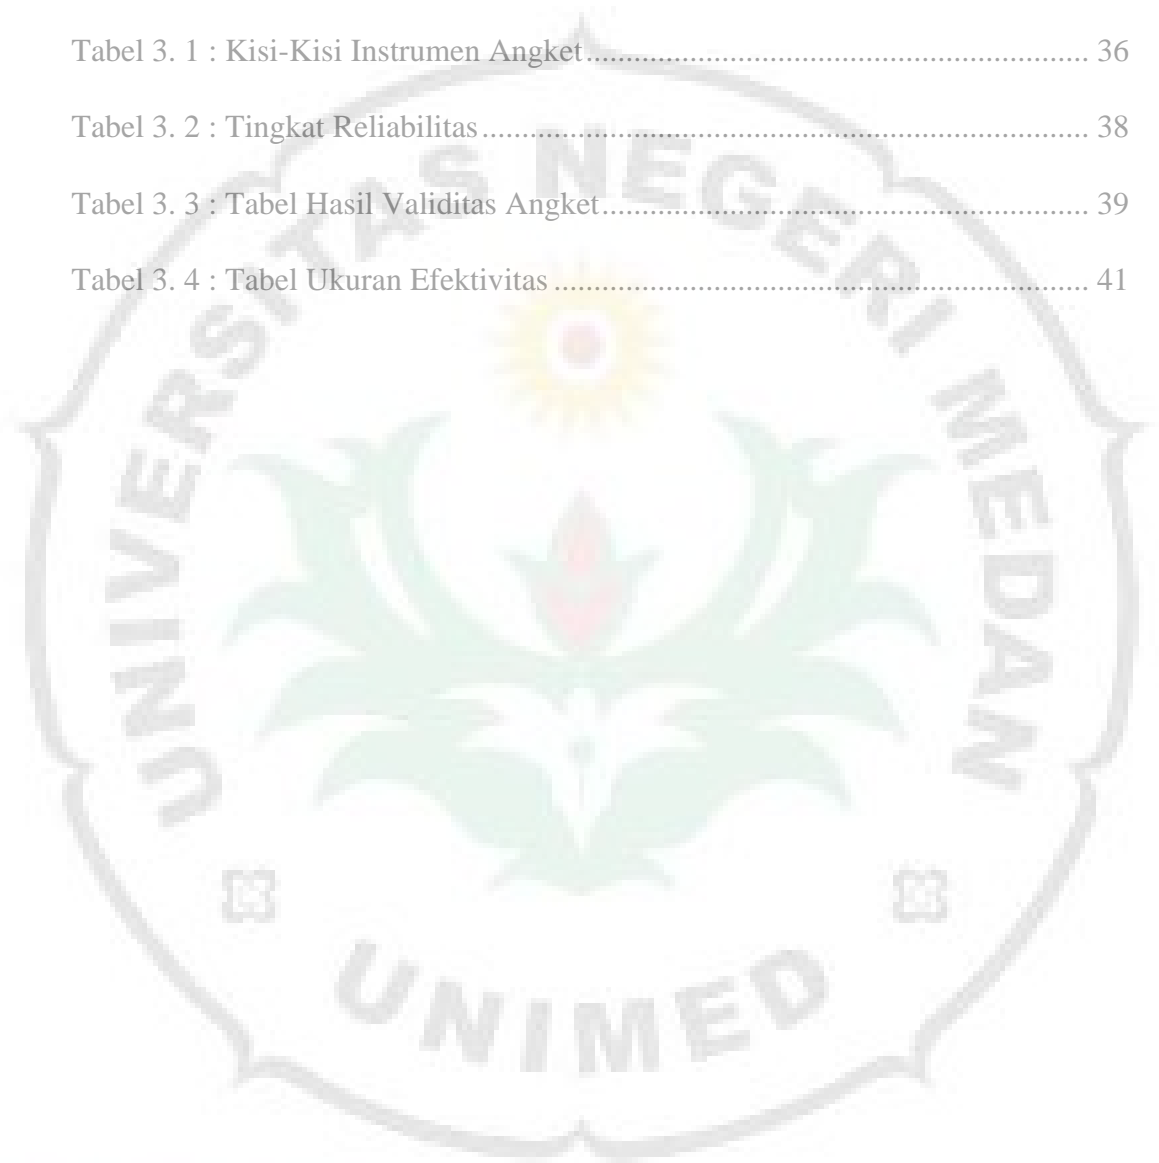 Tabel 3. 1 : Kisi-Kisi Instrumen Angket........................................................ 36
Tabel 3. 2 : Tingkat Reliabilitas................................................................ 38
Tabel 3. 3 : Tabel Hasil Validitas Angket..................................................... 39
Tabel 3. 4 : Tabel Ukuran Efektivitas ......................................................... 41
UNIVERSITAS NEGERI MEDAN
UNIMED